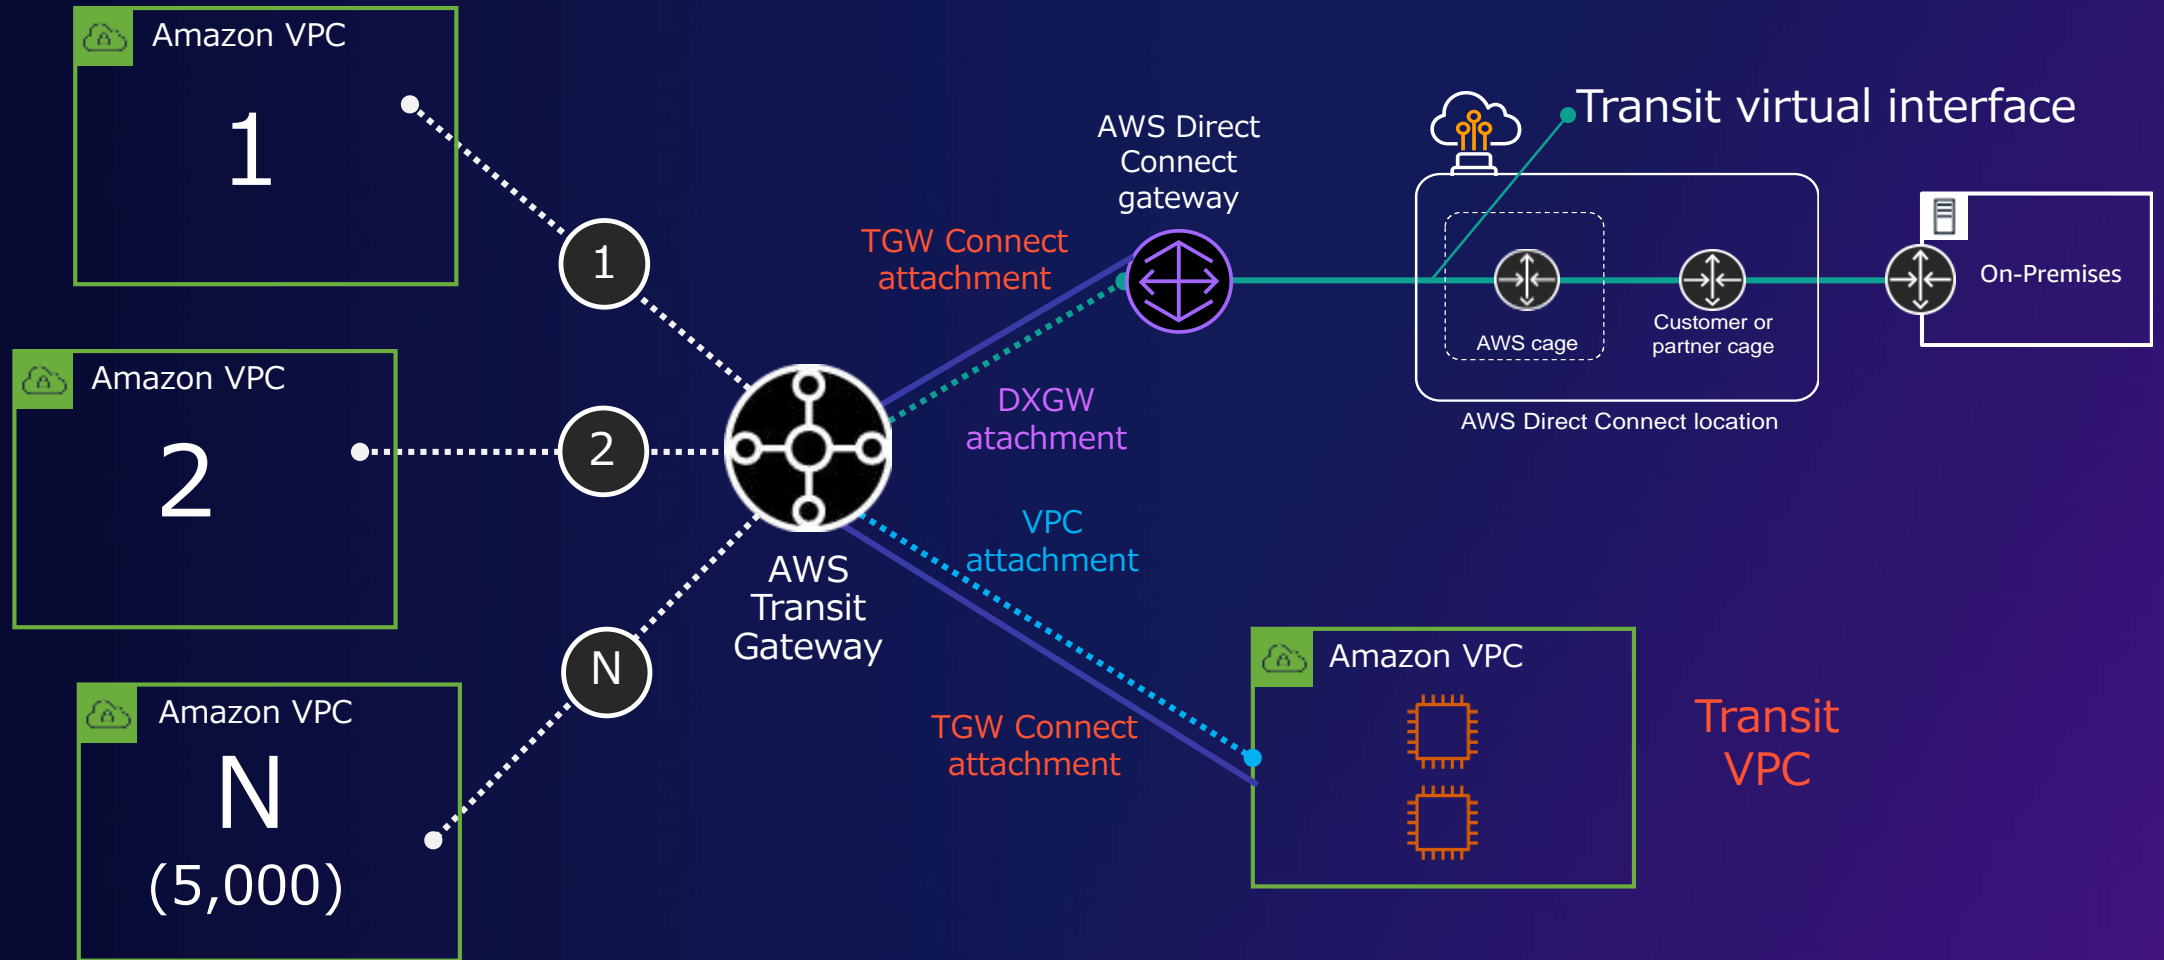 Amazon VPC
1
Amazon VPC
2
Amazon VPC
N
(5,000)
1
2
N
AWS
Transit
Gateway
TGW Connect
attachment
AWS Direct
Connect
gateway
DXGW
atachment
VPC
attachment
TGW Connect
attachment
Transit virtual interface
AWS cage
Customer or
partner cage
AWS Direct Connect location
On-Premises
Amazon VPC
Transit
VPC